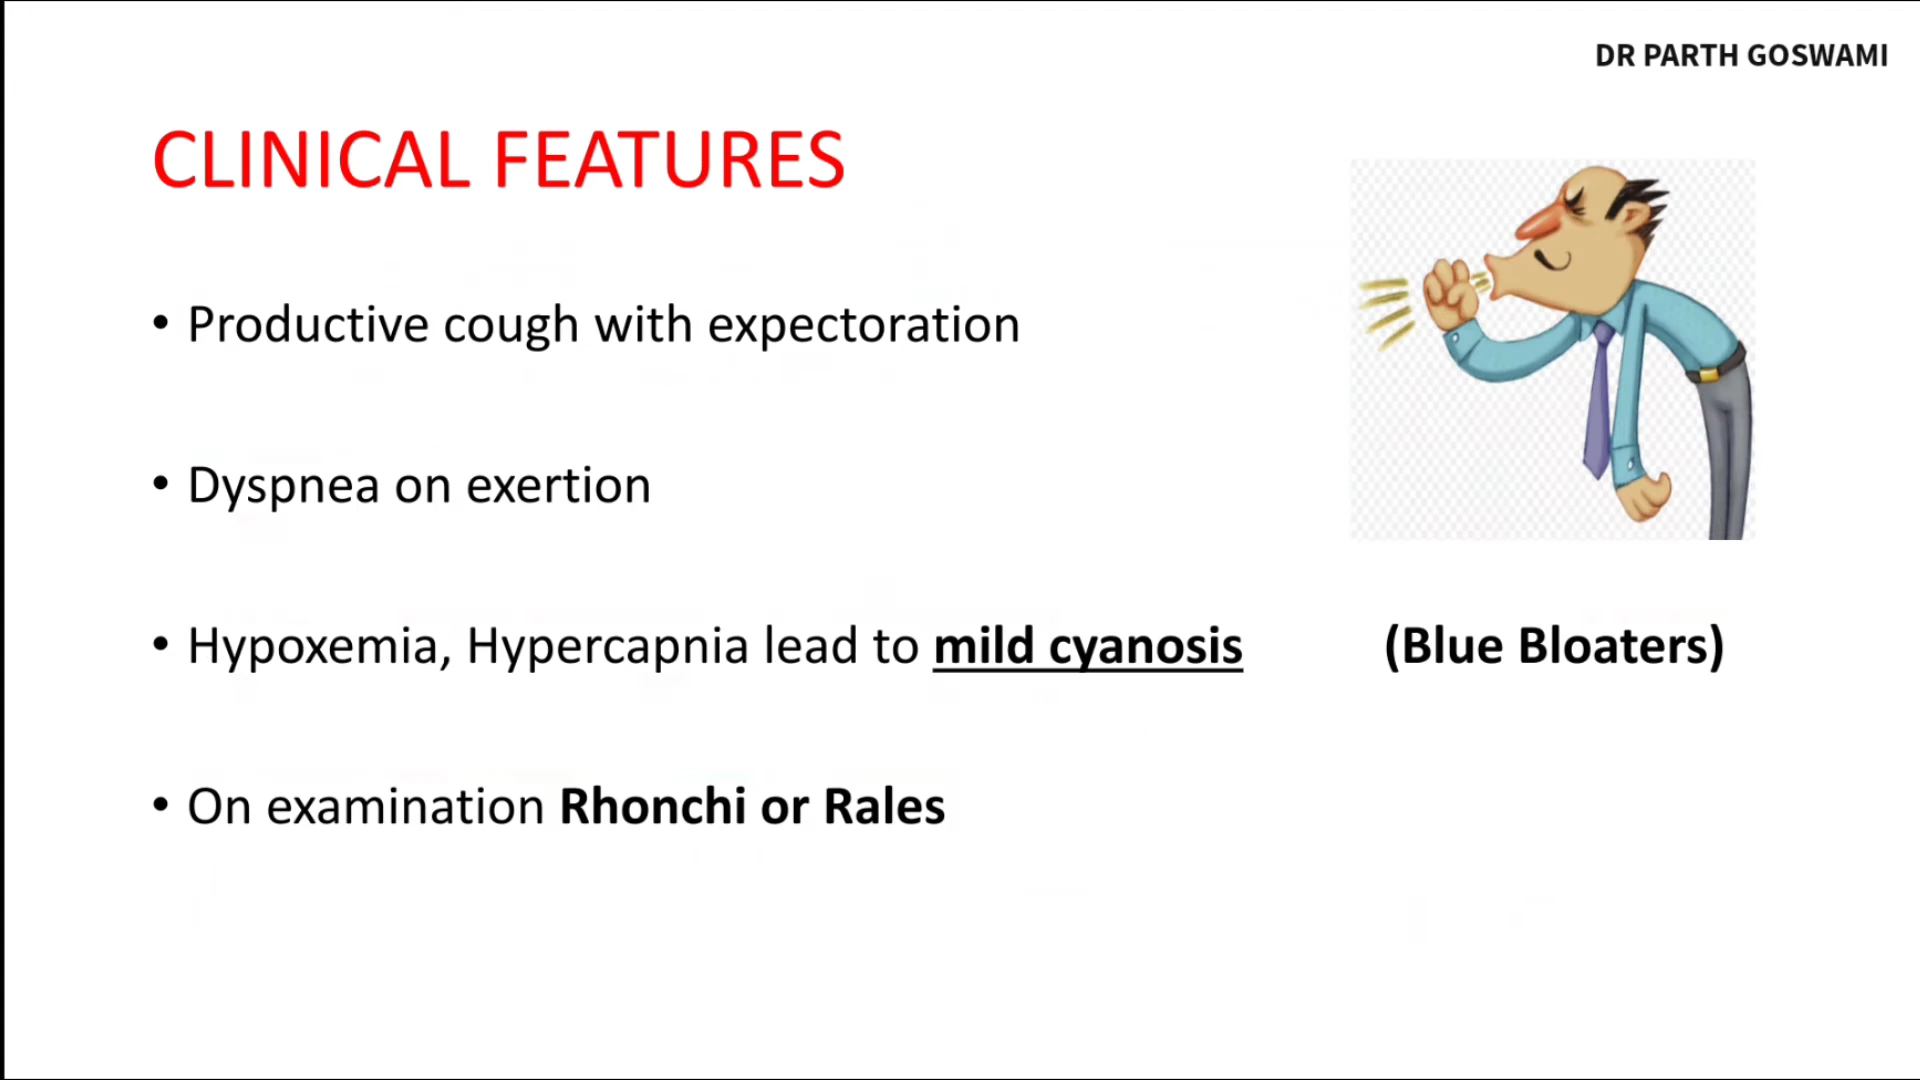 DR PARTH GOSWAMI
CLINICAL FEATURES
• Productive cough with expectoration
• Dyspnea on exertion
• Hypoxemia, Hypercapnia lead to mild cyanosis (Blue Bloaters)
• On examination Rhonchi or Rales